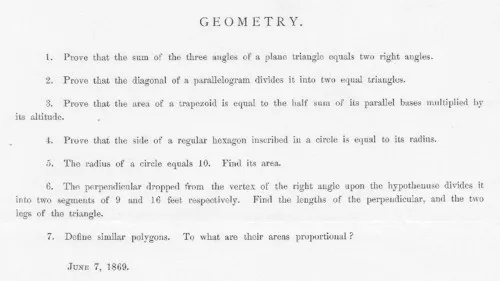 GEOMETRY.
1. Prove that the sum of the three angles of a plane triangle equals two right angles.
2. Prove that the diagonal of a parallelogram divides it into two equal triangles.
3. Prove that the area of a trapezoid is equal to the half sum of its parallel bases multiplied by
its altitude.
4. Prove that the side of a regular hexagon inscribed in a circle is equal to its radius.
5. The radius of a circle equals 10. Find its area.
6. The perpendicular dropped from the vertex of the right angle upon the hypothenuse divides it
into two segments of 9 and 16 feet respectively. Find the lengths of the perpendicular, and the two
legs of the triangle.
7. Define similar polygons. To what are their areas proportional?
JUNE 7, 1869.